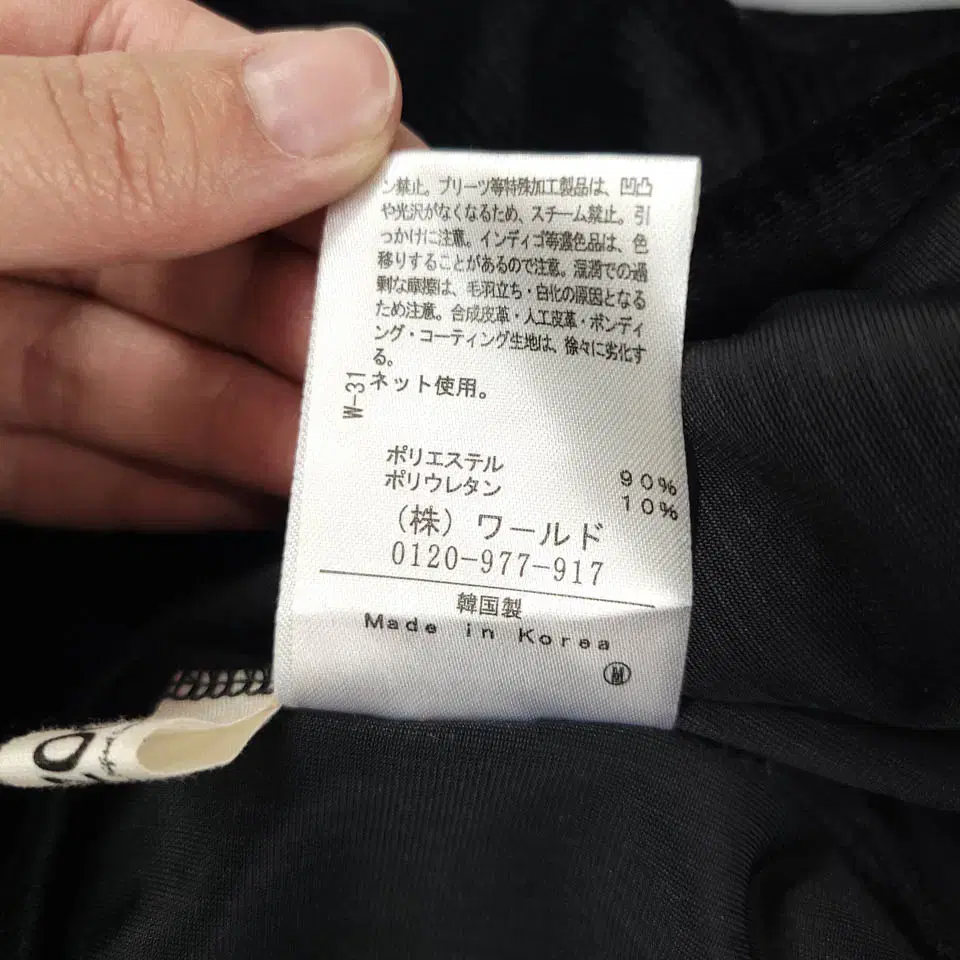 ン禁止。プリーツ等特殊加工製品は、凹凸
や光沢がなくなるため、スチーム禁止。引
っかけに注意。インディゴ等濃色品は、色
移りすることがあるので注意。湿潤での過
剰な摩擦は、毛羽立ち・白化の原因となる
ため注意。合成皮革・人工皮革・ボンディ
ング・コーティング生地は、徐々に劣化す
る。
ネット使用。
W-31
ポリエステル 90%
ポリウレタン 10%
(株) ワールド
0120-977-917
韓国製
Made in Korea
M